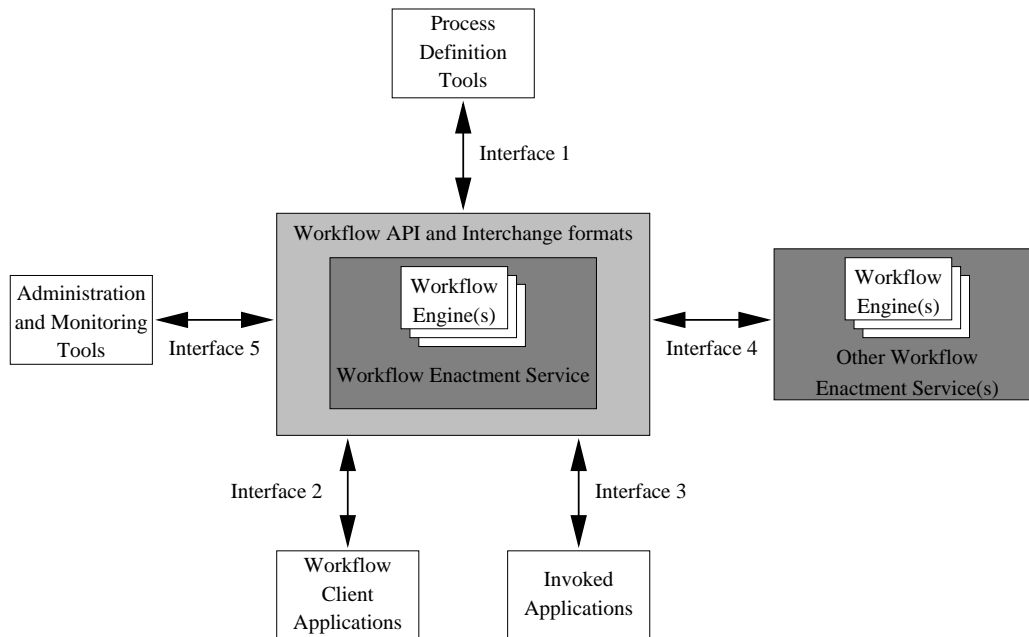 Process
Definition
Tools
Interface 1
Workflow API and Interchange formats
Workflow
Engine(s)
Workflow Enactment Service
Administration
and Monitoring
Tools
Interface 5
Interface 4
Workflow
Engine(s)
Other Workflow
Enactment Service(s)
Interface 2
Interface 3
Workflow
Client
Applications
Invoked
Applications